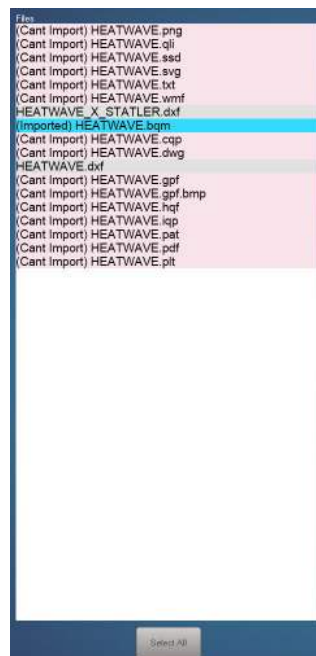 Files
(Cant Import) HEATWAVE.png
(Cant Import) HEATWAVE.qli
(Cant Import) HEATWAVE.ssd
(Cant Import) HEATWAVE.svg
(Cant Import) HEATWAVE.txt
(Cant Import) HEATWAVE.wmf
HEATWAVE_X_STATLER.dxf
(Imported) HEATWAVE.bqm
(Cant Import) HEATWAVE.cqp
(Cant Import) HEATWAVE.dwg
HEATWAVE.dxf
(Cant Import) HEATWAVE.gpf
(Cant Import) HEATWAVE.gpf.bmp
(Cant Import) HEATWAVE.hqf
(Cant Import) HEATWAVE.iqp
(Cant Import) HEATWAVE.pat
(Cant Import) HEATWAVE.pdf
(Cant Import) HEATWAVE.plt
Select All